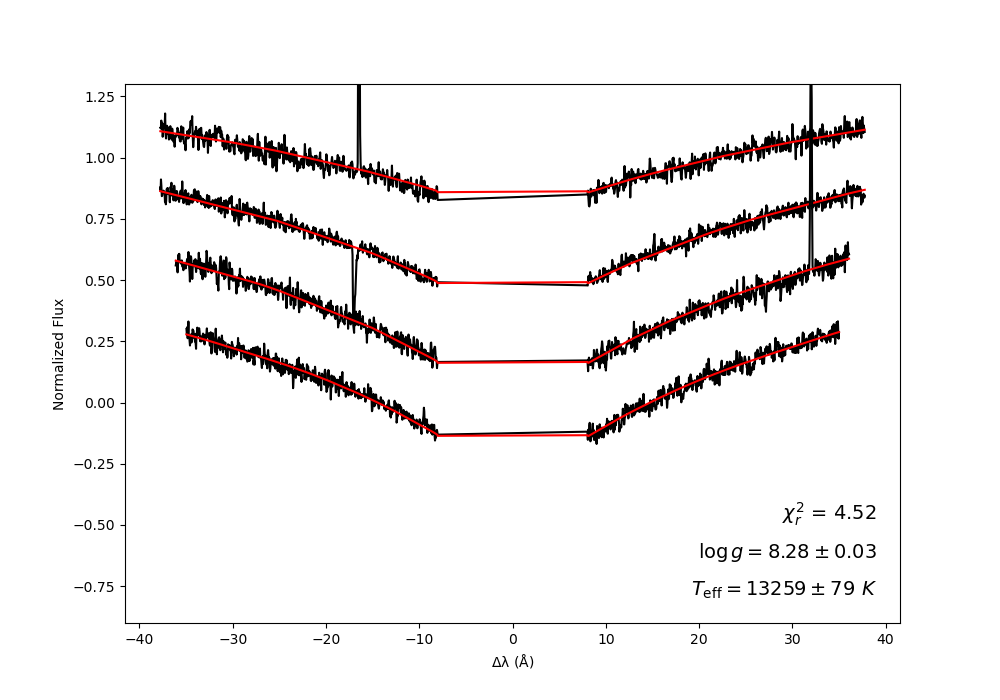 1.25
1.00
0.75
0.50
0.25
0.00
−0.25
−0.50
−0.75
Normalized Flux
χ²ᵣ = 4.52
log g = 8.28 ± 0.03
T_eff = 13259 ± 79 K
−40 −30 −20 −10 0 10 20 30 40
Δλ (Å)